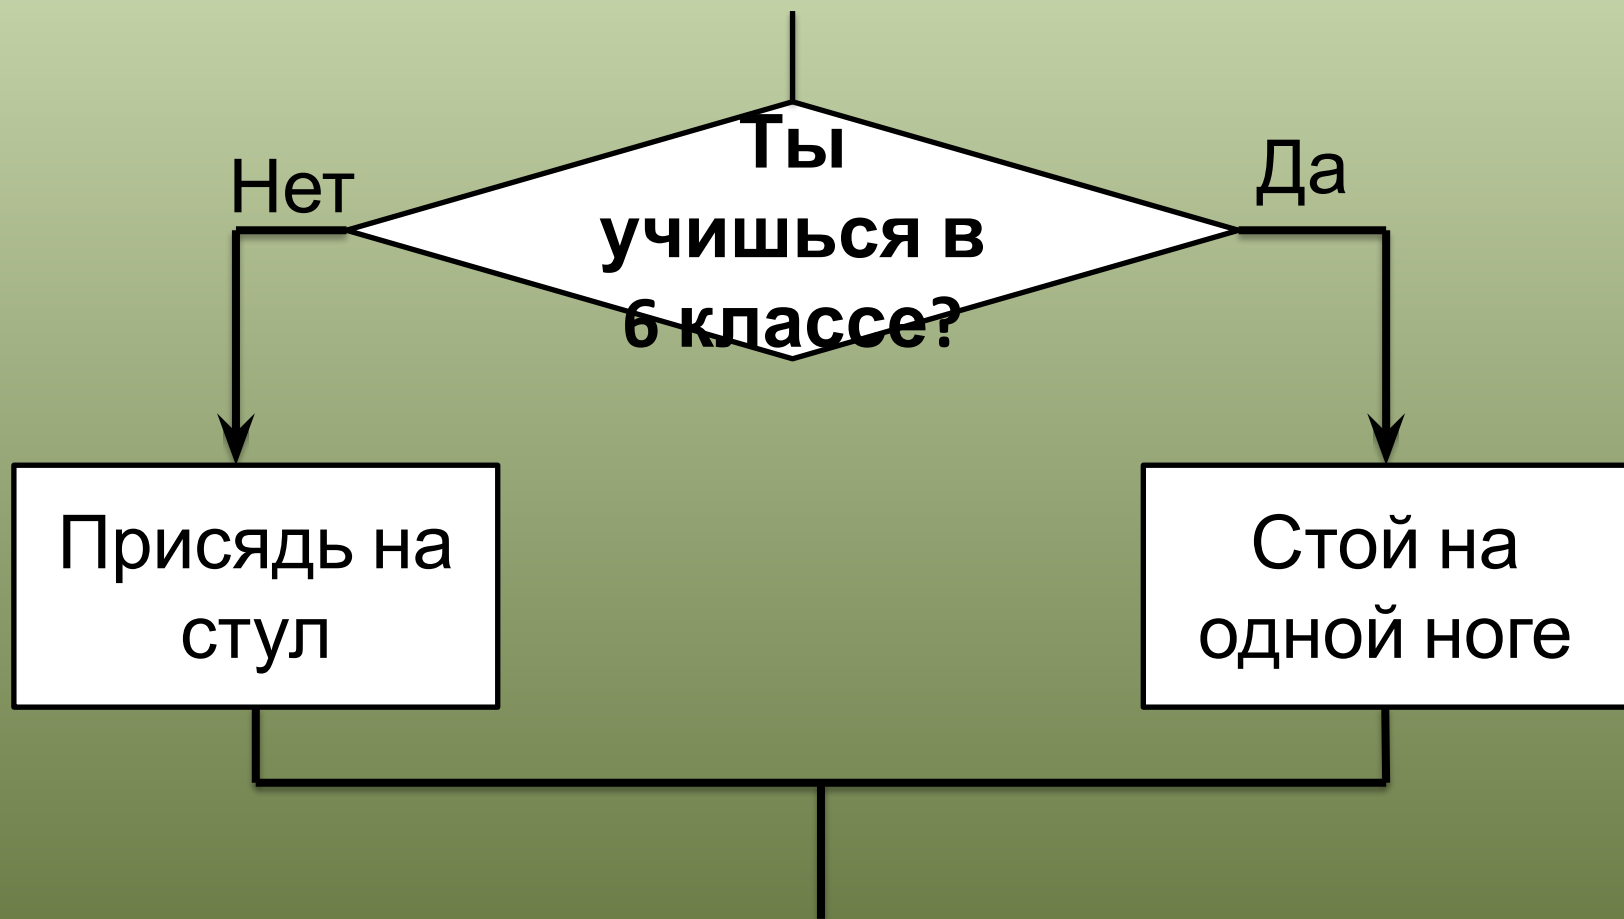 Ты
учишься в
6 классе?
Нет
Да
Присядь на
стул
Стой на
одной ноге